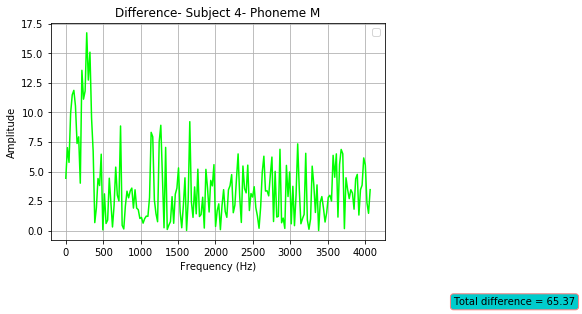 Difference- Subject 4- Phoneme M
17.5
15.0
12.5
10.0
7.5
5.0
2.5
0.0
Amplitude
0 500 1000 1500 2000 2500 3000 3500 4000
Frequency (Hz)
Total difference = 65.37